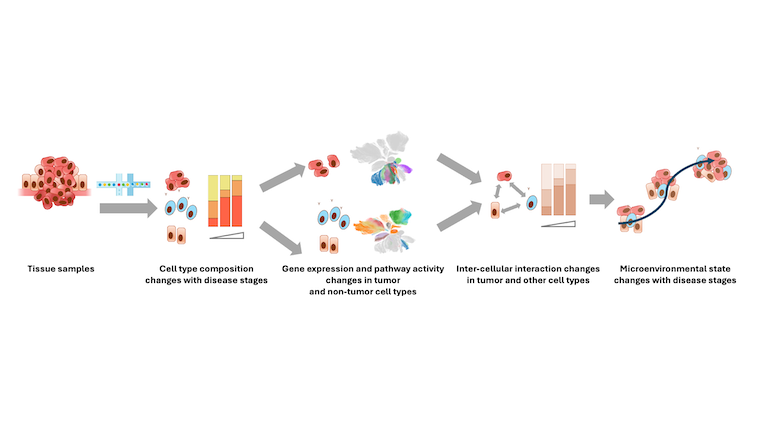 Tissue samples
Cell type composition
changes with disease stages
Gene expression and pathway activity
changes in tumor
and non-tumor cell types
Inter-cellular interaction changes
in tumor and other cell types
Microenvironmental state
changes with disease stages